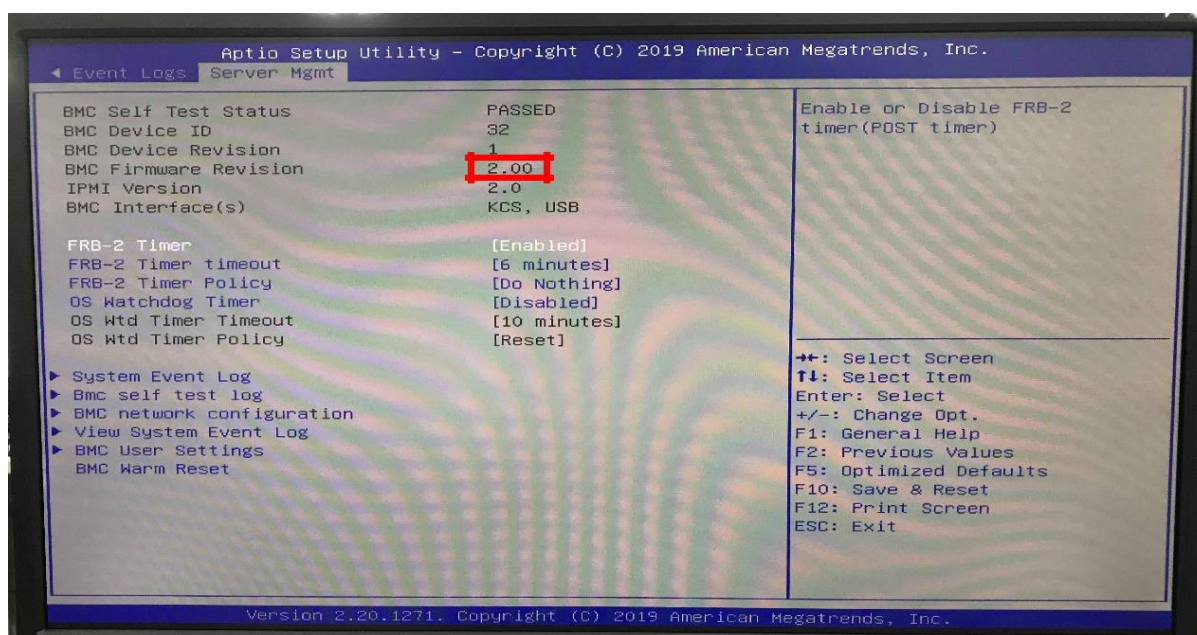 Aptio Setup Utility – Copyright (C) 2019 American Megatrends, Inc.
◄ Event Logs Server Mgmt
BMC Self Test Status PASSED
BMC Device ID 32
BMC Device Revision 1
BMC Firmware Revision 2.00
IPMI Version 2.0
BMC Interface(s) KCS, USB
FRB-2 Timer [Enabled]
FRB-2 Timer timeout [6 minutes]
FRB-2 Timer Policy [Do Nothing]
OS Watchdog Timer [Disabled]
OS Wtd Timer Timeout [10 minutes]
OS Wtd Timer Policy [Reset]
► System Event Log
► Bmc self test log
► BMC network configuration
► View System Event Log
► BMC User Settings
BMC Warm Reset
Enable or Disable FRB-2
timer(POST timer)
→←: Select Screen
↑↓: Select Item
Enter: Select
+/-: Change Opt.
F1: General Help
F2: Previous Values
F5: Optimized Defaults
F10: Save & Reset
F12: Print Screen
ESC: Exit
Version 2.20.1271. Copyright (C) 2019 American Megatrends, Inc.